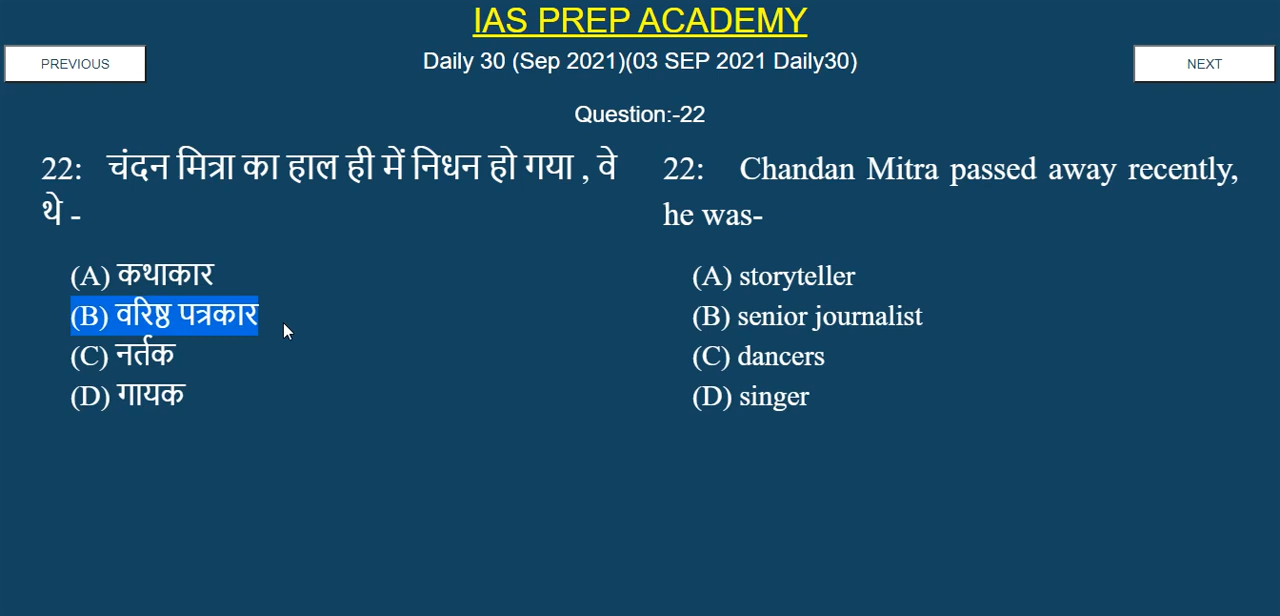 IAS PREP ACADEMY
PREVIOUS
Daily 30 (Sep 2021)(03 SEP 2021 Daily30)
NEXT
Question:-22
22: चंदन मित्रा का हाल ही में निधन हो गया , वे
थे -
(A) कथाकार
(B) वरिष्ठ पत्रकार
(C) नर्तक
(D) गायक
22: Chandan Mitra passed away recently,
he was-
(A) storyteller
(B) senior journalist
(C) dancers
(D) singer